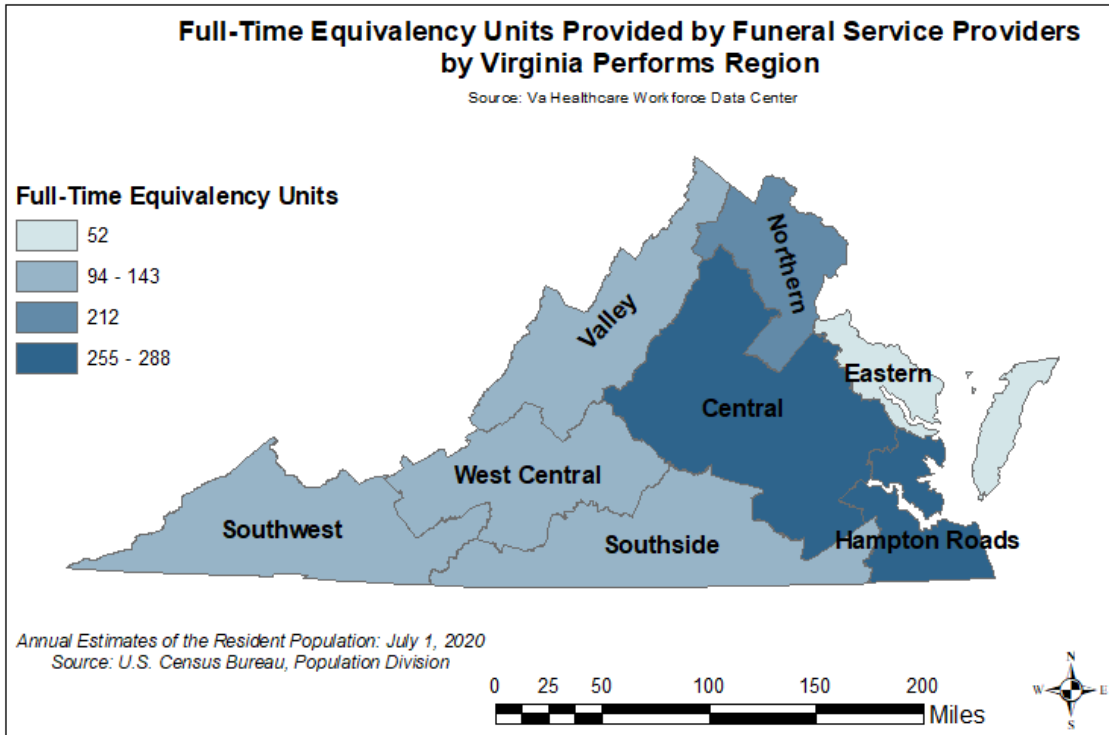 Full-Time Equivalency Units Provided by Funeral Service Providers
by Virginia Performs Region
Source: Va Healthcare Workforce Data Center
Full-Time Equivalency Units
52
94 - 143
212
255 - 288
Northern
Valley
Eastern
Central
West Central
Southwest
Southside
Hampton Roads
Annual Estimates of the Resident Population: July 1, 2020
Source: U.S. Census Bureau, Population Division
0 25 50 100 150 200
Miles
N
W E
S